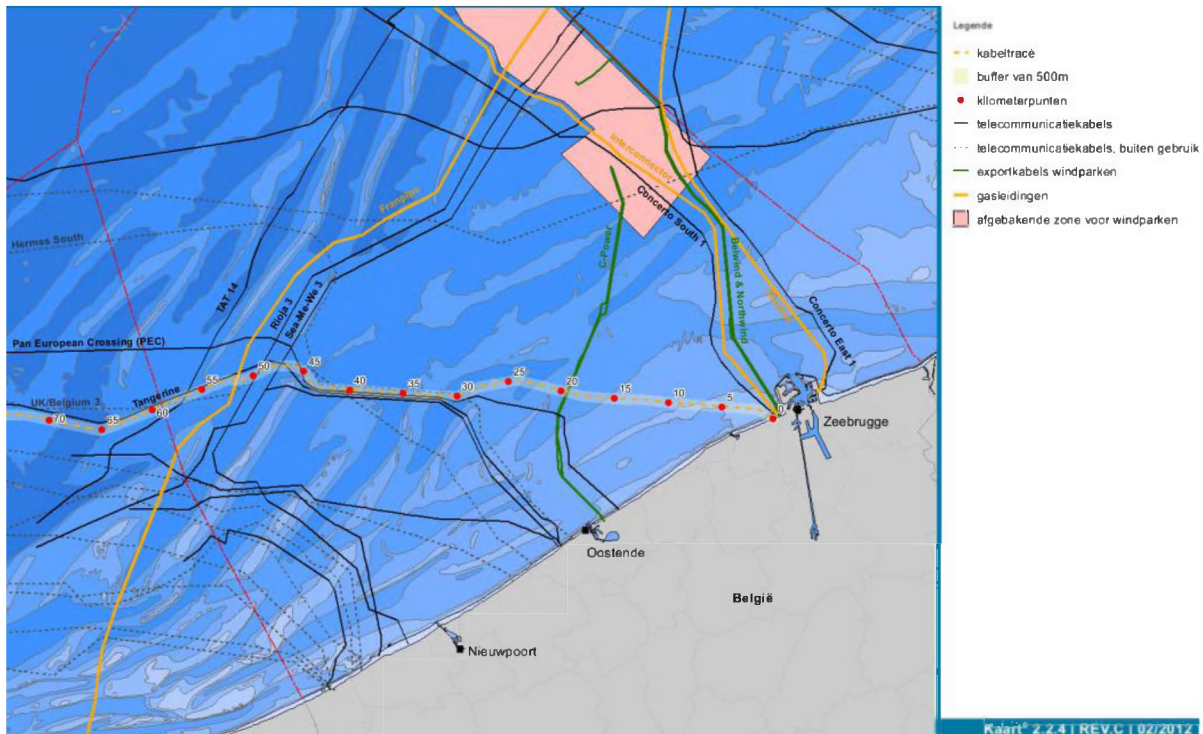 Legende
kabeltracé
buffer van 500m
kilometerpunten
telecommunicatiekabels
telecommunicatiekabels, buiten gebruik
exportkabels windparken
gasleidingen
afgebakende zone voor windparken
Interconnector
Concerto South 1
Franpipe
Hermes South
C-Power
Belwind & Northwind
TAT 14
Rioja 3
Sea-Me-We 3
Concerto East 1
Pan European Crossing (PEC)
Tangerine
UK/Belgium 3
70
65
60
55
50
45
40
35
30
25
20
15
10
5
0
Zeebrugge
Oostende
België
Nieuwpoort
Kaart° 2.2.4 | REV.C | 02/2012